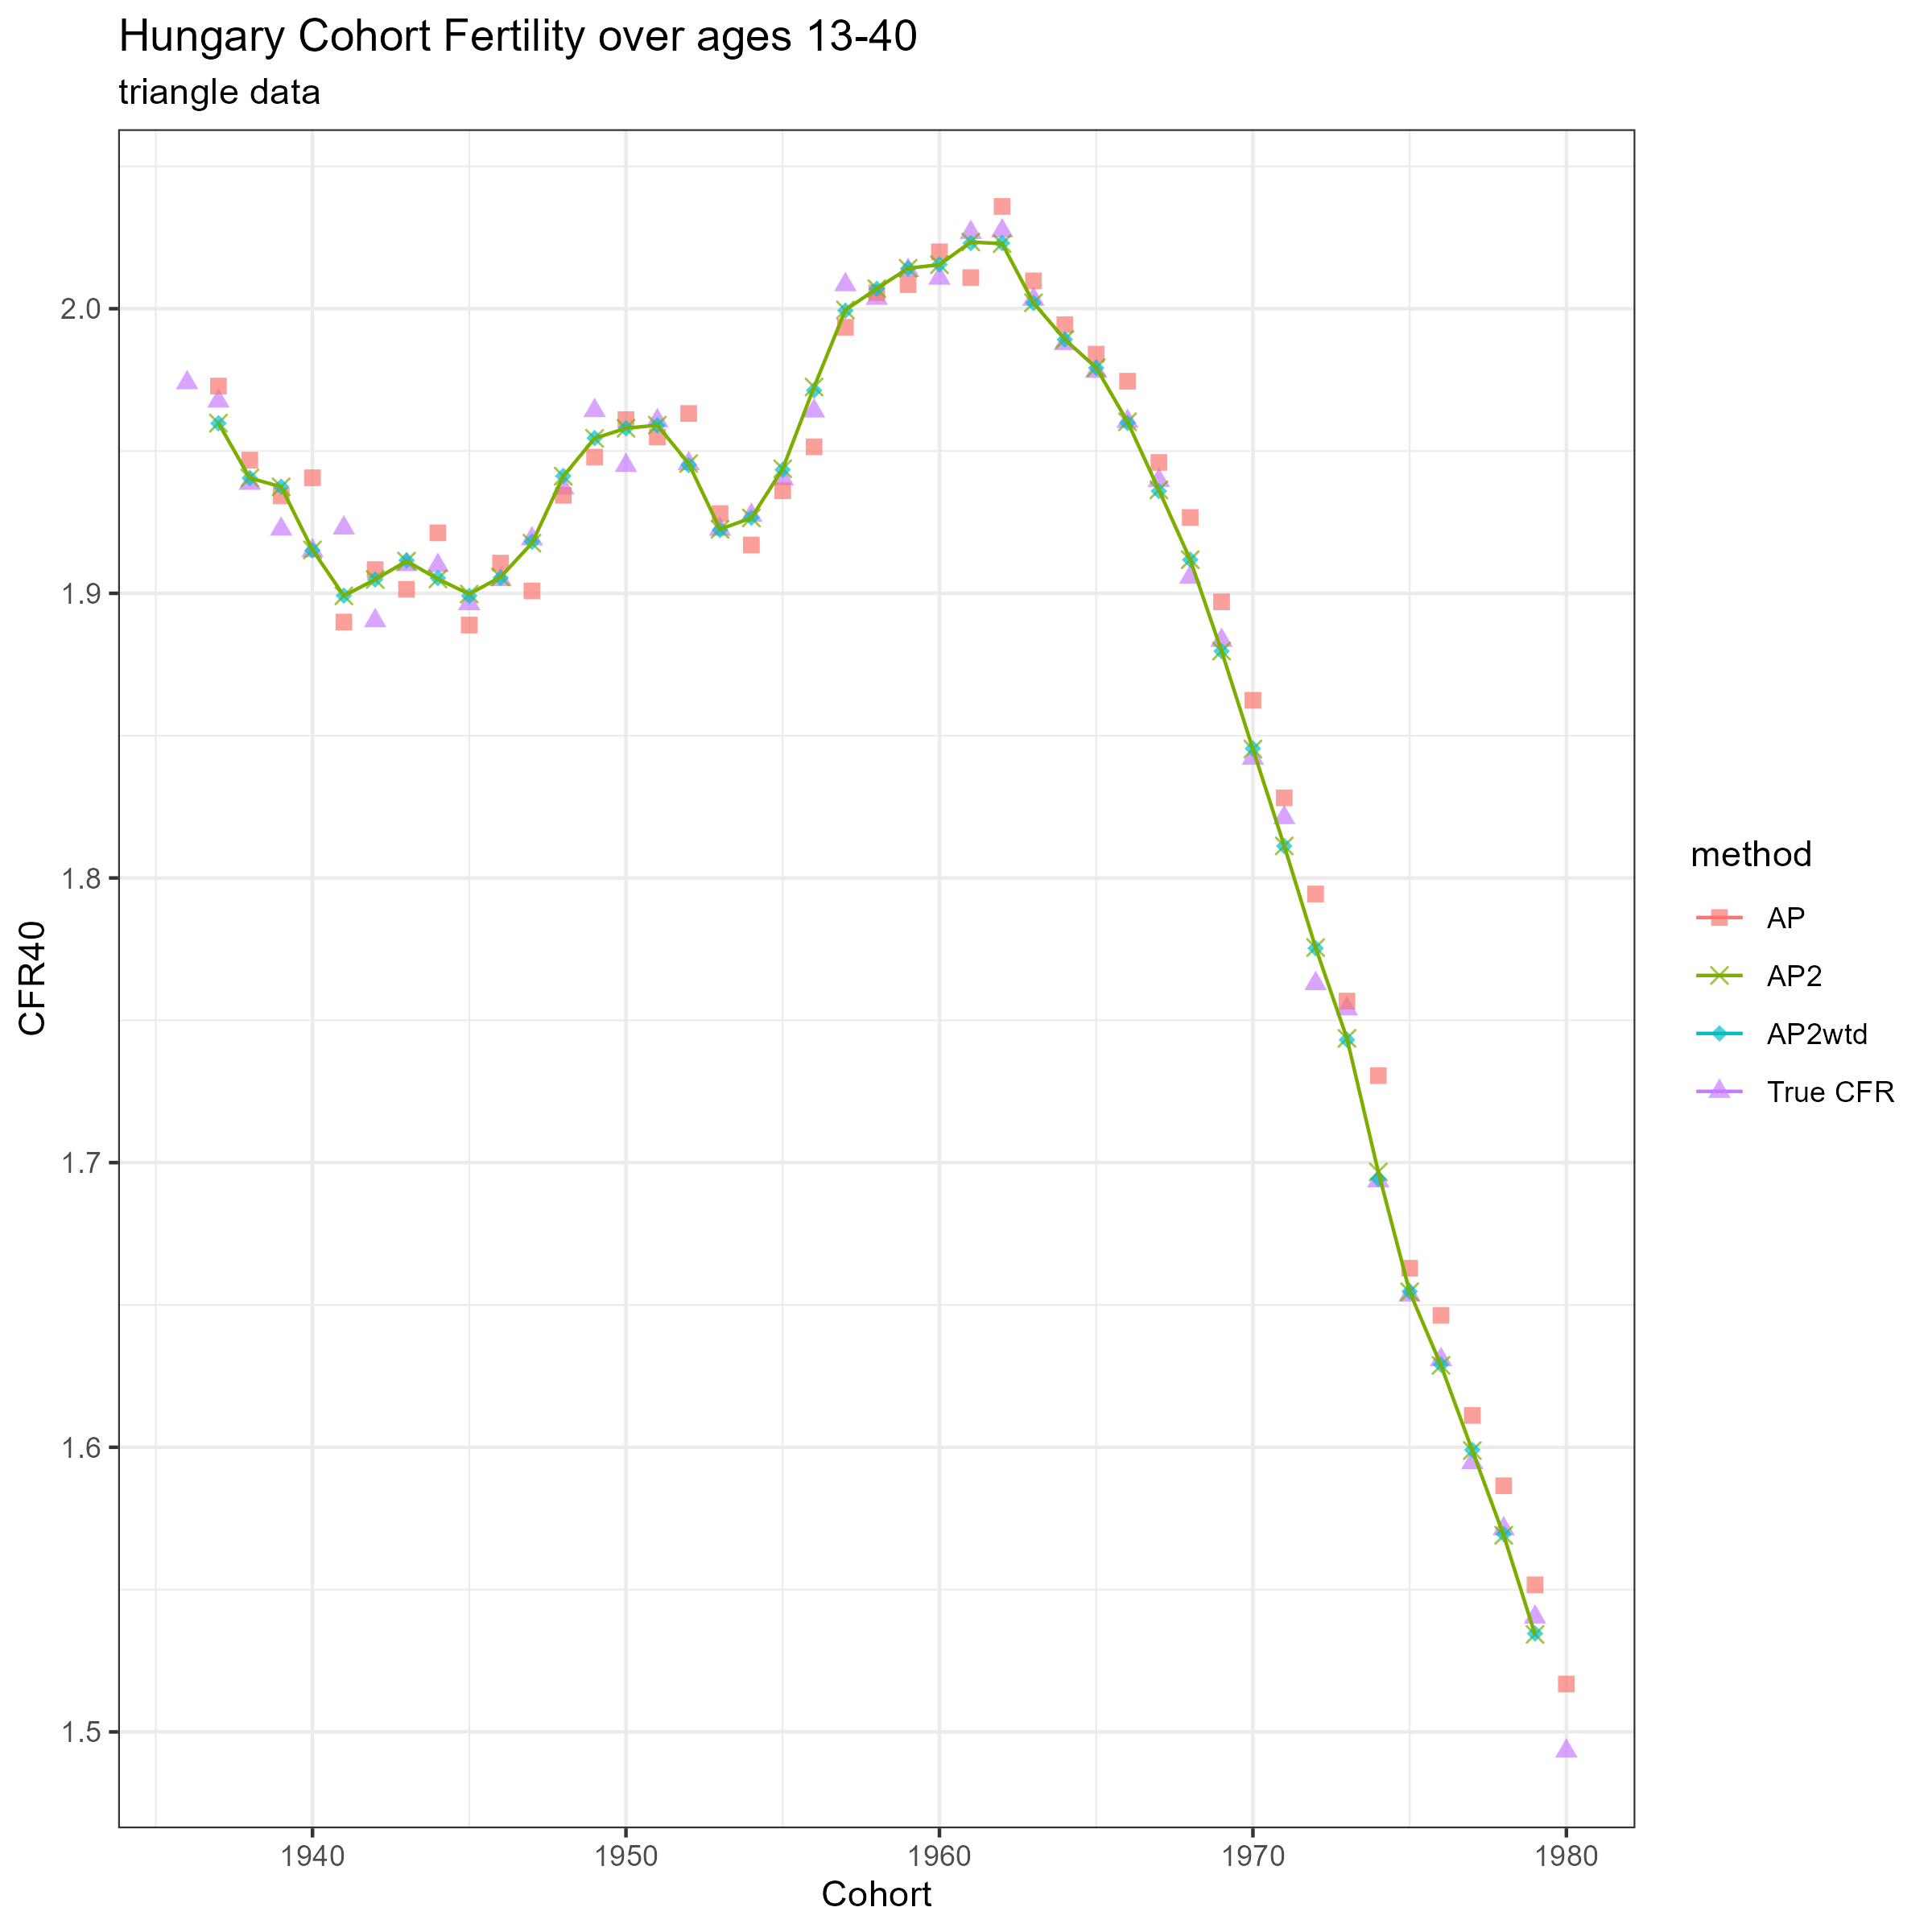 Hungary Cohort Fertility over ages 13-40
triangle data
2.0
1.9
1.8
1.7
1.6
1.5
CFR40
1940 1950 1960 1970 1980
Cohort
method
AP
AP2
AP2wtd
True CFR